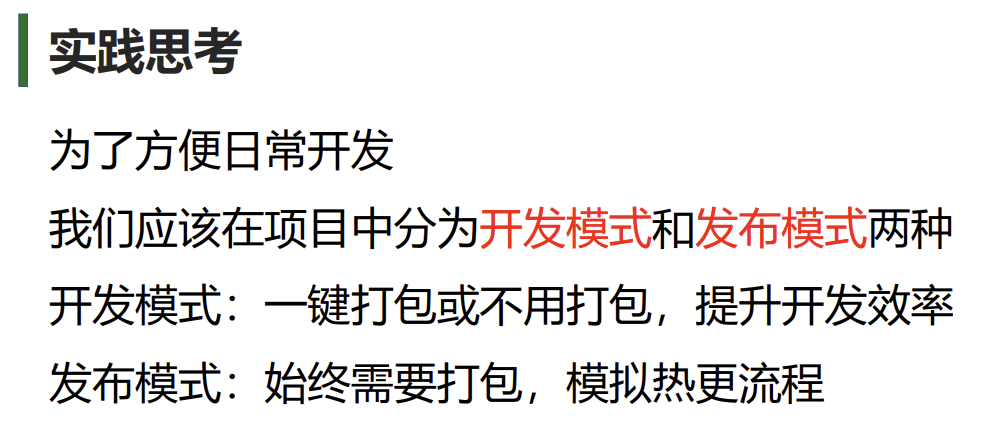 实践思考
为了方便日常开发
我们应该在项目中分为开发模式和发布模式两种
开发模式：一键打包或不用打包，提升开发效率
发布模式：始终需要打包，模拟热更流程